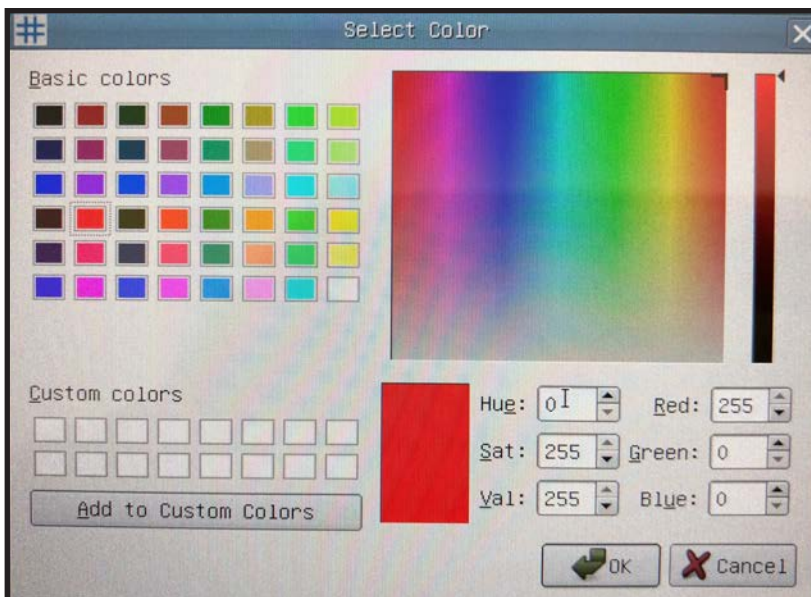 Select Color
Basic colors
Custom colors
Add to Custom Colors
Hue: 0 Red: 255
Sat: 255 Green: 0
Val: 255 Blue: 0
OK Cancel